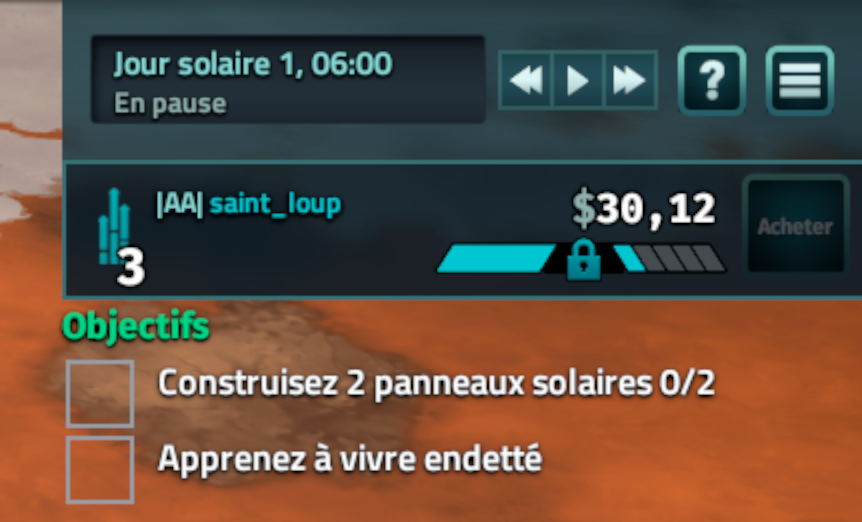 Jour solaire 1, 06:00
En pause
?
|AA| saint_loup
$30,12
Acheter
3
Objectifs
Construisez 2 panneaux solaires 0/2
Apprenez à vivre endetté